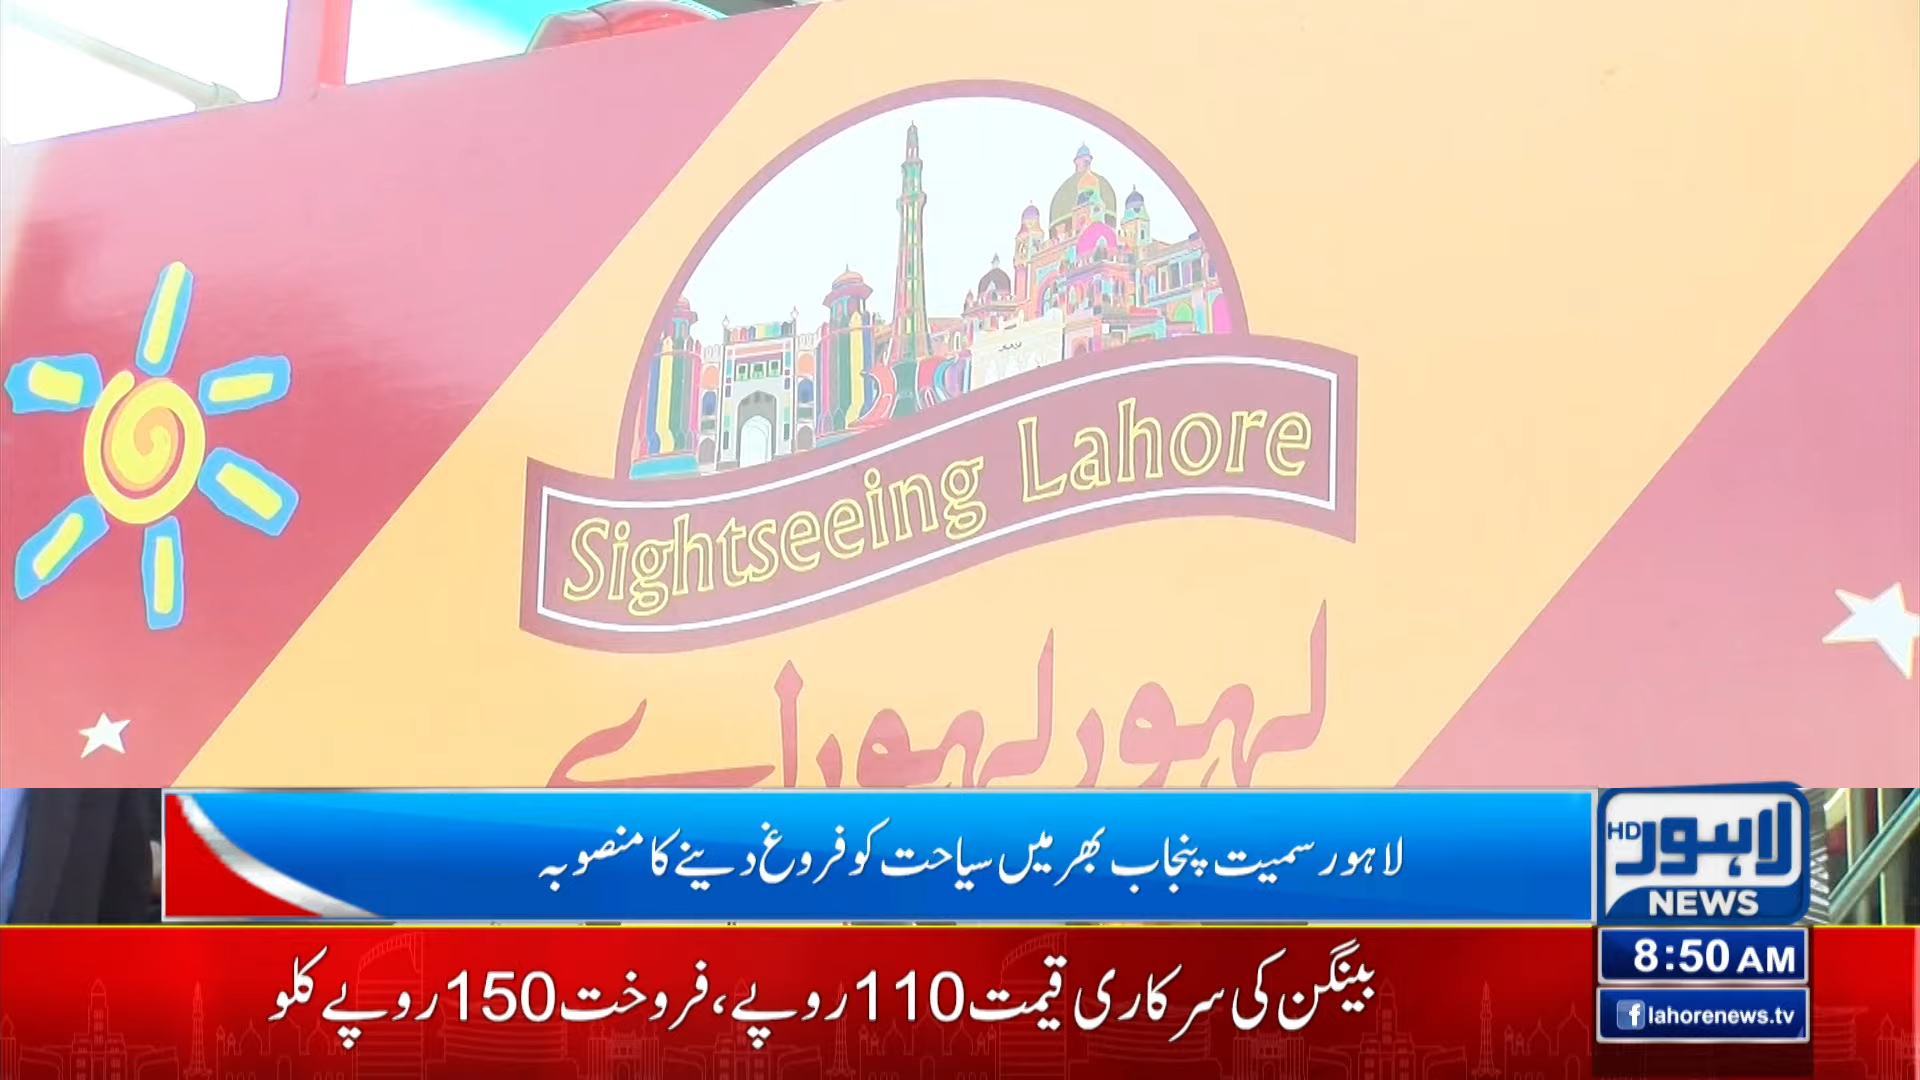 Sightseeing Lahore
لہور لہور اے
لاہور سمیت پنجاب بھر میں سیاحت کو فروغ دینے کا منصوبہ
HD لاہور
NEWS
8:50 AM
بینگن کی سرکاری قیمت 110 روپے، فروخت 150 روپے کلو
lahorenews.tv